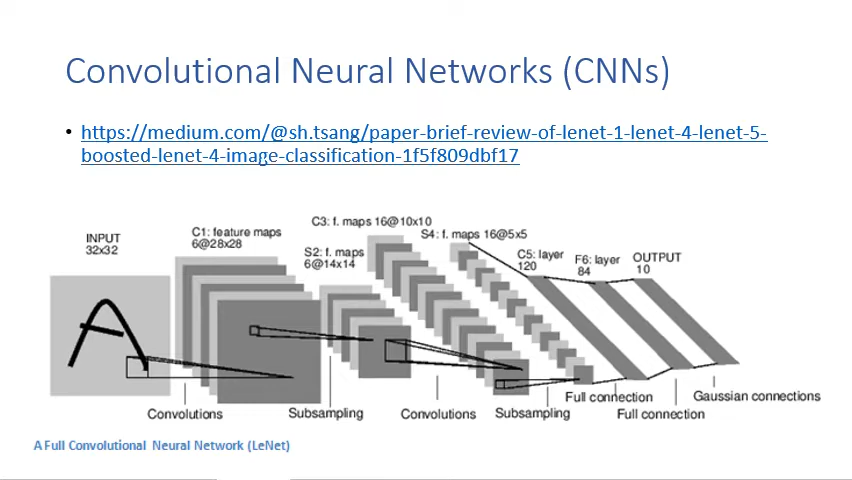 Convolutional Neural Networks (CNNs)
• https://medium.com/@sh.tsang/paper-brief-review-of-lenet-1-lenet-4-lenet-5-
boosted-lenet-4-image-classification-1f5f809dbf17
INPUT
32x32
C1: feature maps
6@28x28
S2: f. maps
6@14x14
C3: f. maps 16@10x10
S4: f. maps 16@5x5
C5: layer
120
F6: layer
84
OUTPUT
10
Convolutions
Subsampling
Convolutions
Subsampling
Full connection
Full connection
Gaussian connections
A Full Convolutional Neural Network (LeNet)